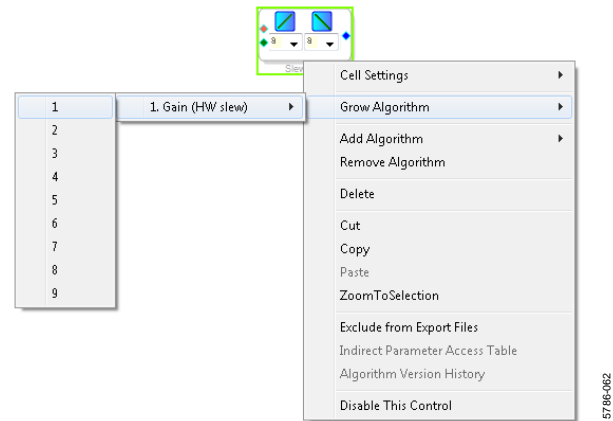 8 8
Slew
Cell Settings
1 1. Gain (HW slew) Grow Algorithm
2
3
4
5
6
7
8
9
Add Algorithm
Remove Algorithm
Delete
Cut
Copy
Paste
ZoomToSelection
Exclude from Export Files
Indirect Parameter Access Table
Algorithm Version History
Disable This Control
5786-062